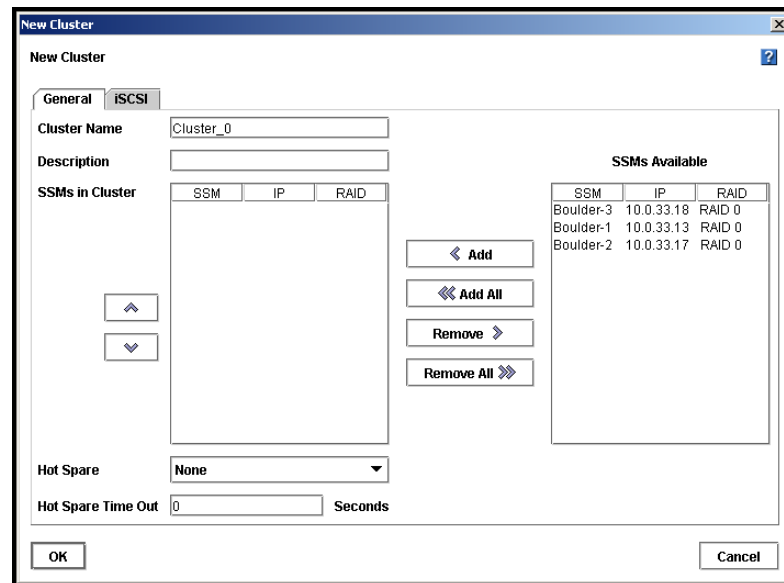 New Cluster
New Cluster
General iSCSI
Cluster Name Cluster_0
Description
SSMs Available
SSMs in Cluster SSM IP RAID
SSM IP RAID
Boulder-3 10.0.33.18 RAID 0
Boulder-1 10.0.33.13 RAID 0
Boulder-2 10.0.33.17 RAID 0
Add
Add All
Remove
Remove All
Hot Spare None
Hot Spare Time Out 0 Seconds
OK Cancel